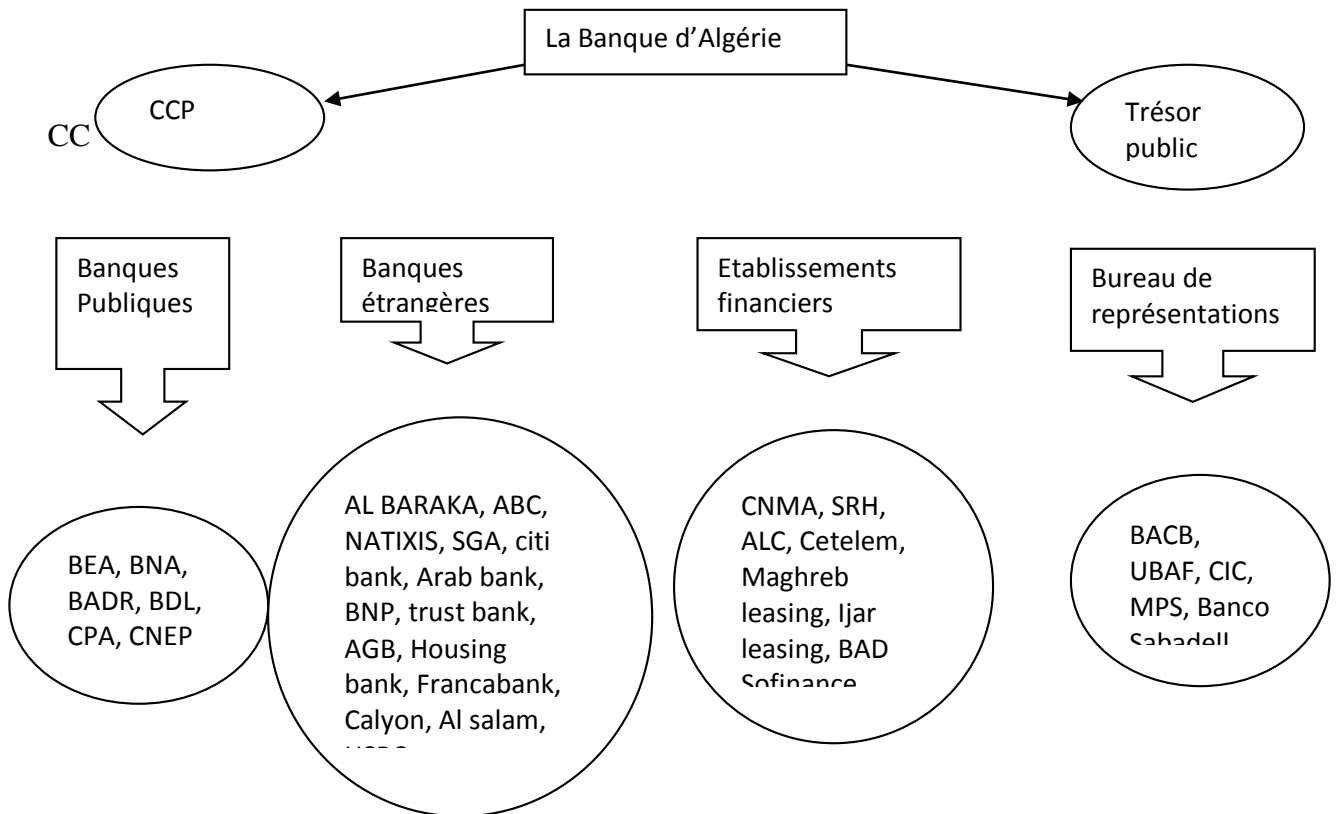 La Banque d'Algérie
CCP
CC
Trésor
public
Banques
Publiques
Banques
étrangères
Etablissements
financiers
Bureau de
représentations
BEA, BNA,
BADR, BDL,
CPA, CNEP
AL BARAKA, ABC,
NATIXIS, SGA, citi
bank, Arab bank,
BNP, trust bank,
AGB, Housing
bank, Francabank,
Calyon, Al salam,
CNMA, SRH,
ALC, Cetelem,
Maghreb
leasing, Ijar
leasing, BAD
Sofinance
BACB,
UBAF, CIC,
MPS, Banco
Sabadell